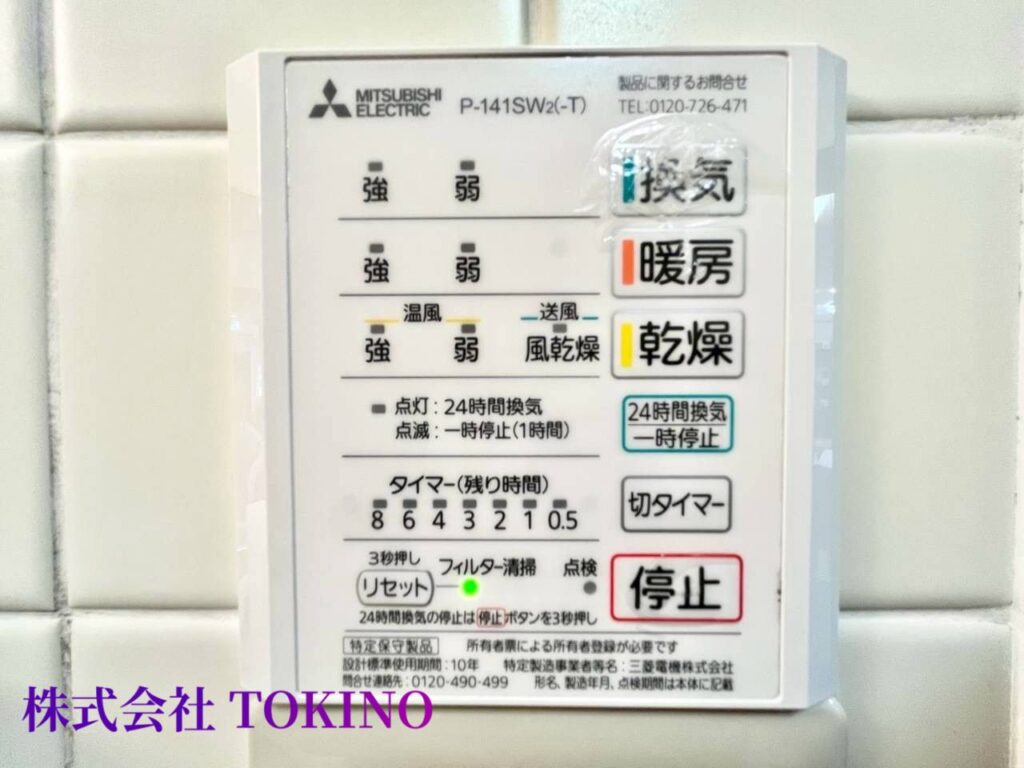 MITSUBISHI ELECTRIC P-141SW₂(-T)
製品に関するお問合せ
TEL:0120-726-471
強 弱 換気
強 弱 暖房
温風 送風
強 弱 風乾燥 乾燥
点灯：24時間換気
点滅：一時停止(1時間)
24時間換気
一時停止
タイマー(残り時間)
8 6 4 3 2 1 0.5
切タイマー
3秒押し
リセット フィルター清掃 点検
停止
24時間換気の停止は停止ボタンを3秒押し
特定保守製品 所有者票による所有者登録が必要です
設計標準使用期間：10年 特定製造事業者等名：三菱電機株式会社
問合せ連絡先：0120-490-499 形名、製造年月、点検期間は本体に記載
株式会社 TOKINO